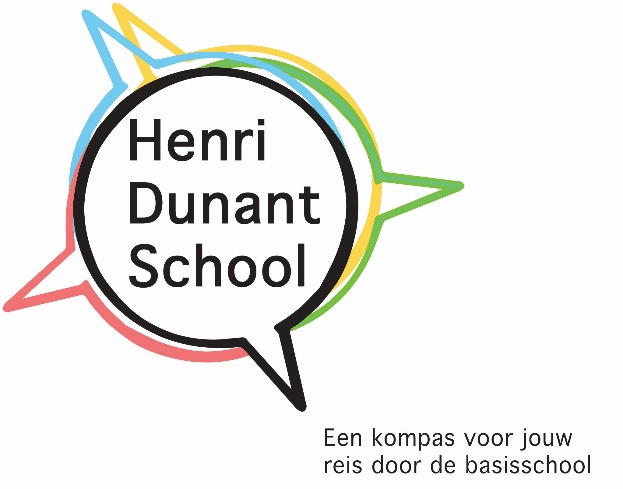 Henri
Dunant
School
Een kompas voor jouw
reis door de basisschool